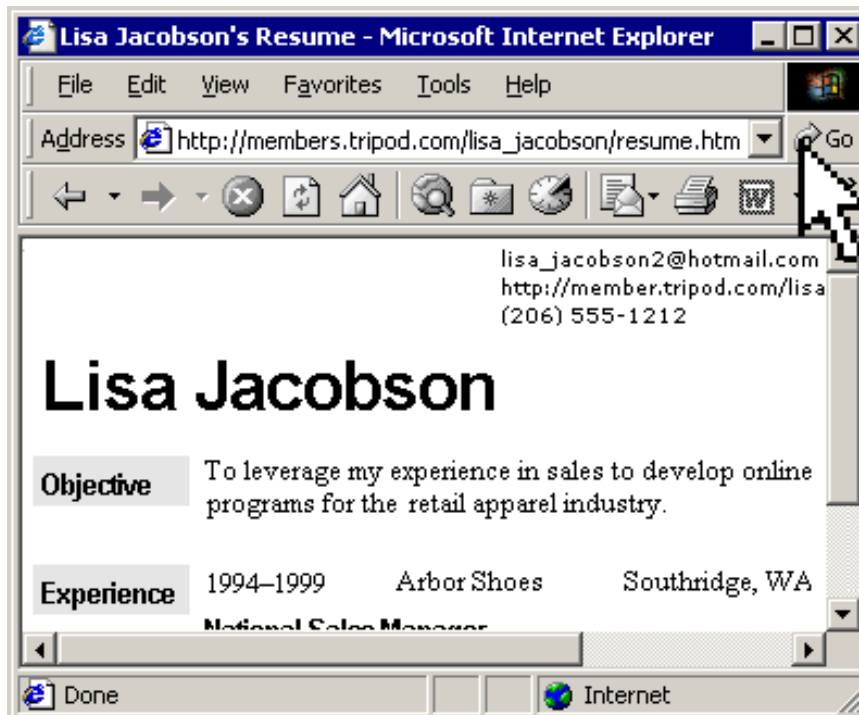 Lisa Jacobson's Resume - Microsoft Internet Explorer
File Edit View Favorites Tools Help
Address http://members.tripod.com/lisa_jacobson/resume.htm Go
W
lisa_jacobson2@hotmail.com
http://member.tripod.com/lisa
(206) 555-1212
Lisa Jacobson
Objective To leverage my experience in sales to develop online
programs for the retail apparel industry.
Experience 1994–1999 Arbor Shoes Southridge, WA
National Sales Manager
Done Internet